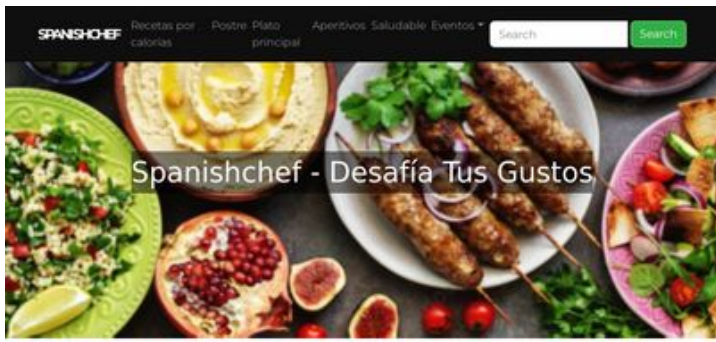 SPANISHCHEF
Recetas por
calorias
Postre
Plato
principal
Aperitivos
Saludable
Eventos
Search
Search
Spanishchef - Desafía Tus Gustos